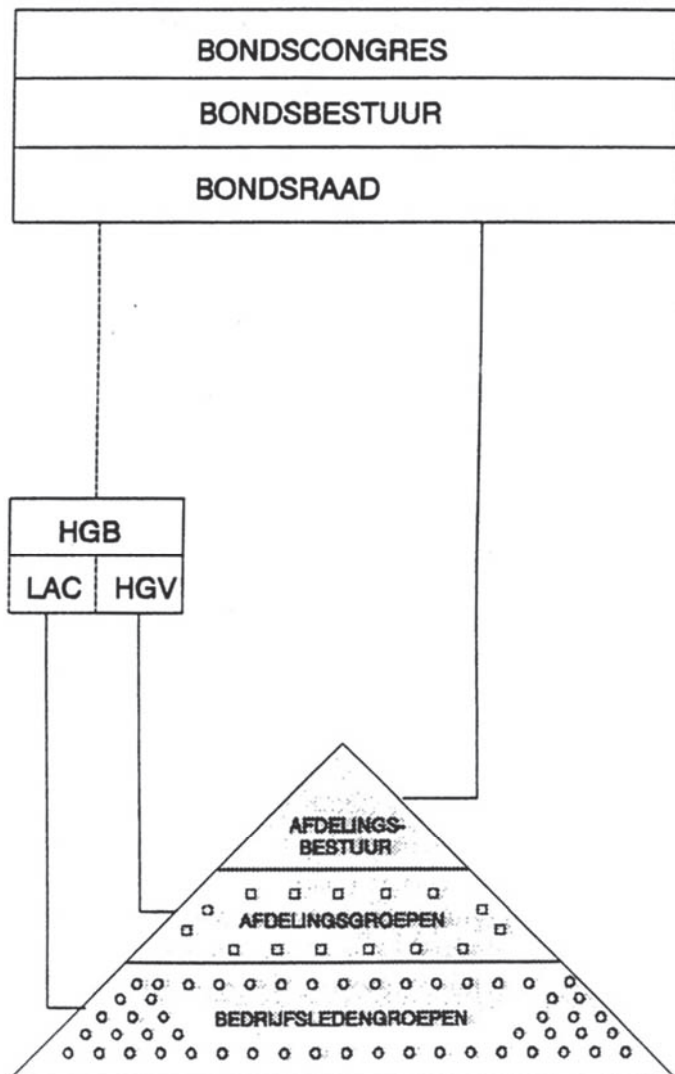 BONDSCONGRES
BONDSBESTUUR
BONDSRAAD
HGB
LAC HGV
AFDELINGS-
BESTUUR
AFDELINGSGROEPEN
BEDRIJFSLEDENGROEPEN